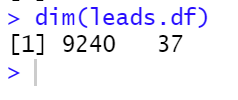 > dim(leads.df)
[1] 9240   37
>